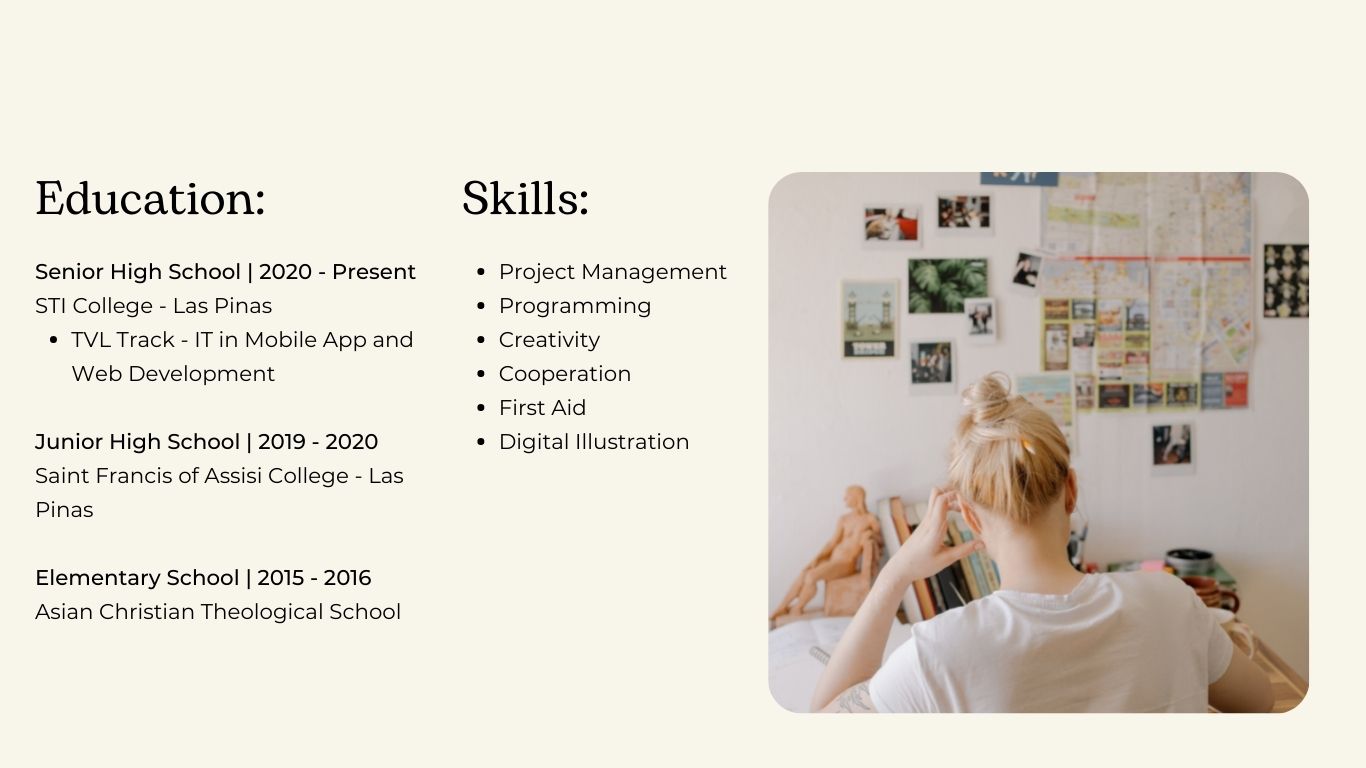 Education:
Senior High School | 2020 - Present
STI College - Las Pinas
• TVL Track - IT in Mobile App and
Web Development
Junior High School | 2019 - 2020
Saint Francis of Assisi College - Las
Pinas
Elementary School | 2015 - 2016
Asian Christian Theological School
Skills:
• Project Management
• Programming
• Creativity
• Cooperation
• First Aid
• Digital Illustration